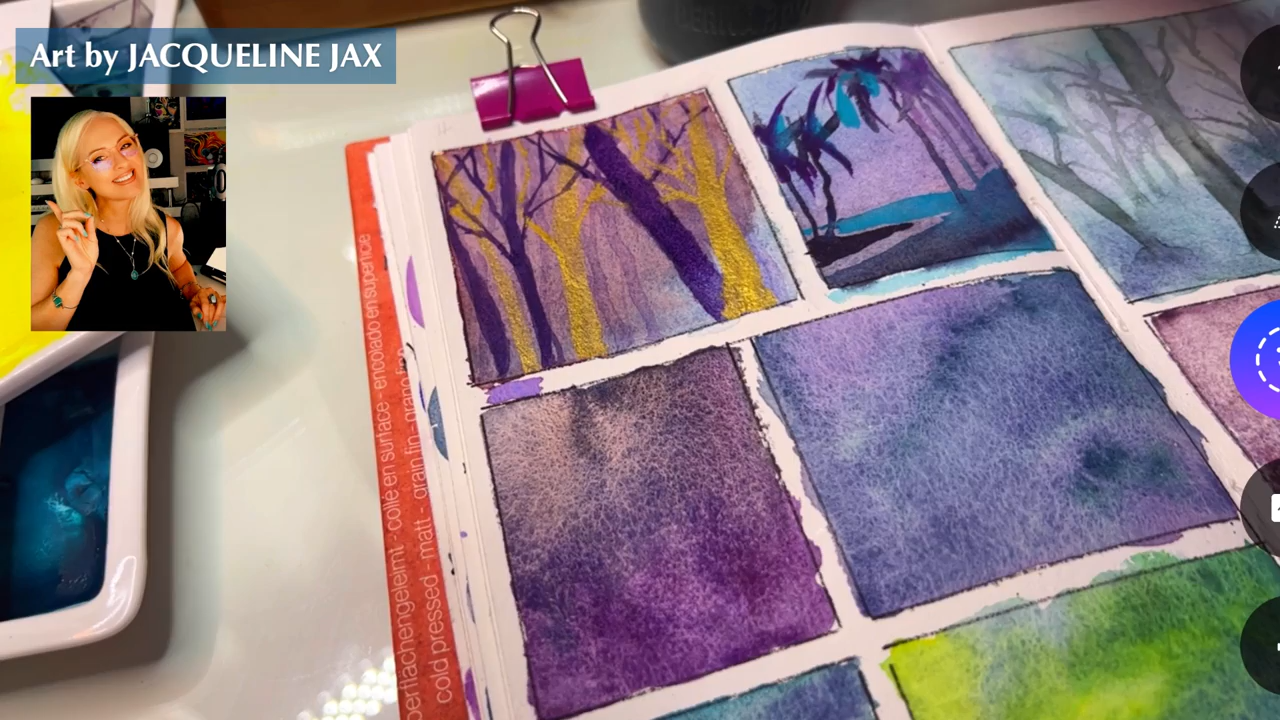 Art by JACQUELINE JAX
oberflächengeleimt - collé en surface - encolado en superficie
cold pressed - matt - grain fin - grano fino